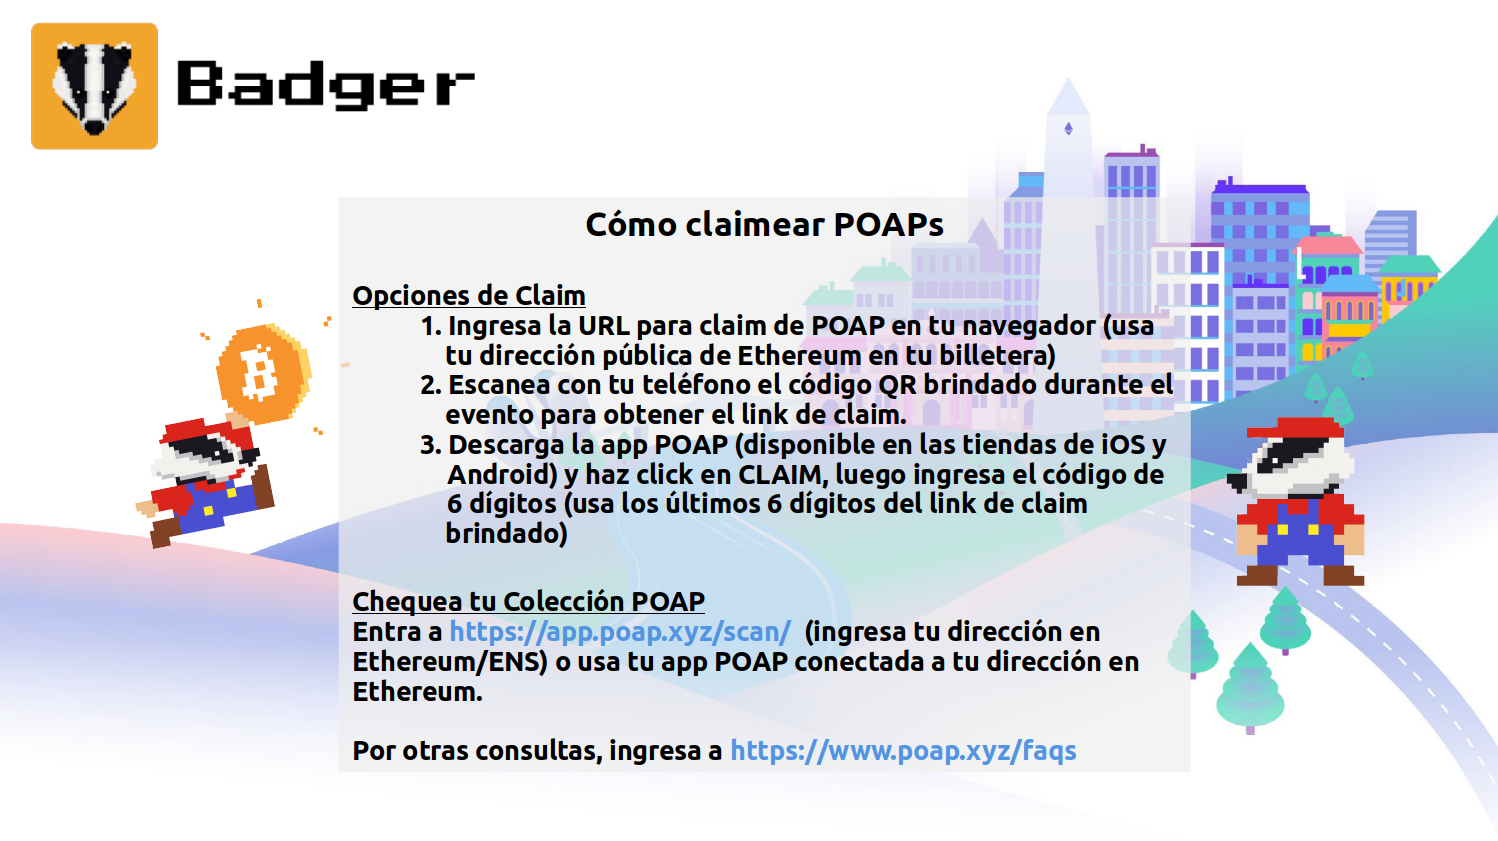 Badger
Cómo claimear POAPs
Opciones de Claim
1. Ingresa la URL para claim de POAP en tu navegador (usa
tu dirección pública de Ethereum en tu billetera)
2. Escanea con tu teléfono el código QR brindado durante el
evento para obtener el link de claim.
3. Descarga la app POAP (disponible en las tiendas de iOS y
Android) y haz click en CLAIM, luego ingresa el código de
6 dígitos (usa los últimos 6 dígitos del link de claim
brindado)
Chequea tu Colección POAP
Entra a https://app.poap.xyz/scan/ (ingresa tu dirección en
Ethereum/ENS) o usa tu app POAP conectada a tu dirección en
Ethereum.
Por otras consultas, ingresa a https://www.poap.xyz/faqs